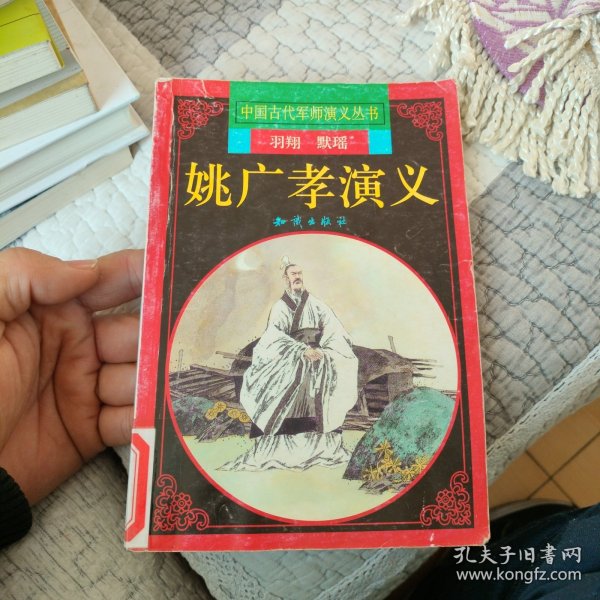 中国古代军师演义丛书
羽翔 默瑶
姚广孝演义
知识出版社
孔夫子旧书网
www.kongfz.com